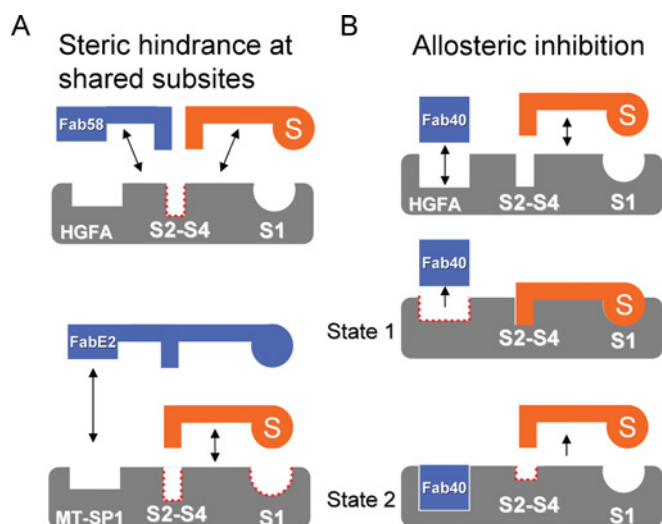 A
Steric hindrance at
shared subsites
Fab58
S
HGFA
S2-S4
S1
FabE2
S
MT-SP1
S2-S4
S1
B
Allosteric inhibition
Fab40
S
HGFA
S2-S4
S1
Fab40
State 1
S
S2-S4
S1
S
State 2
Fab40
S2-S4
S1